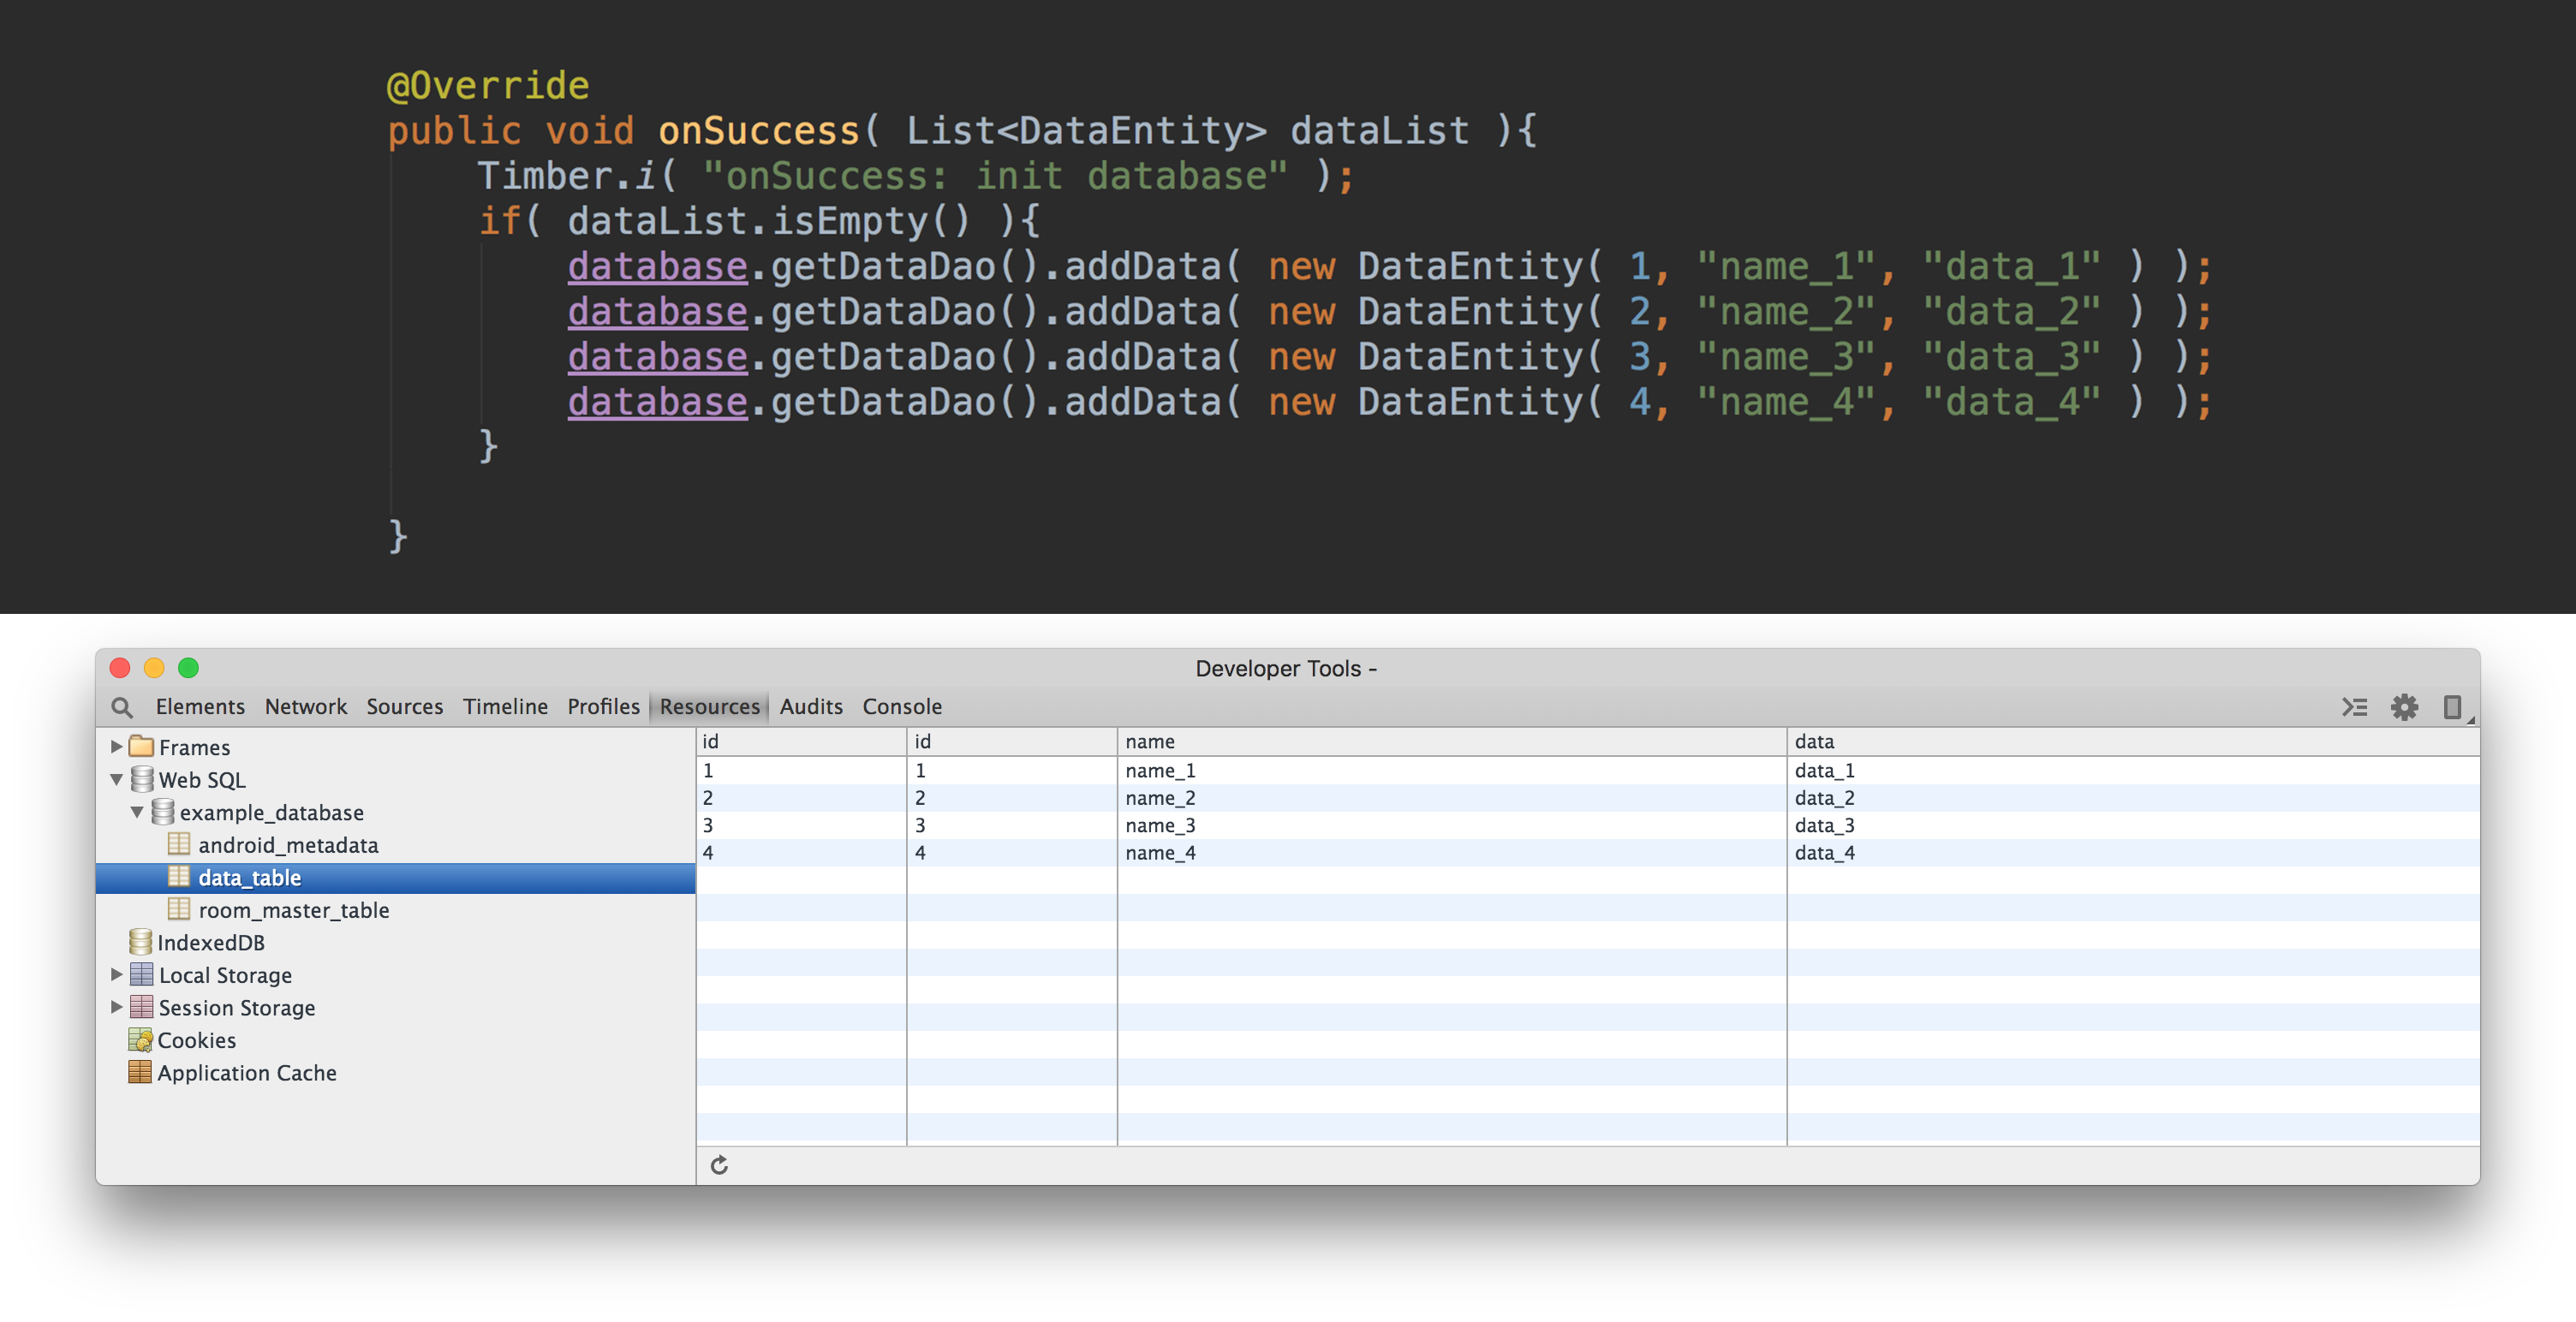 @Override
public void onSuccess( List<DataEntity> dataList ){
Timber.i( "onSuccess: init database" );
if( dataList.isEmpty() ){
database.getDataDao().addData( new DataEntity( 1, "name_1", "data_1" ) );
database.getDataDao().addData( new DataEntity( 2, "name_2", "data_2" ) );
database.getDataDao().addData( new DataEntity( 3, "name_3", "data_3" ) );
database.getDataDao().addData( new DataEntity( 4, "name_4", "data_4" ) );
}
}
Developer Tools -
Elements Network Sources Timeline Profiles Resources Audits Console
Frames
Web SQL
example_database
android_metadata
data_table
room_master_table
IndexedDB
Local Storage
Session Storage
Cookies
Application Cache
id id name data
1 1 name_1 data_1
2 2 name_2 data_2
3 3 name_3 data_3
4 4 name_4 data_4